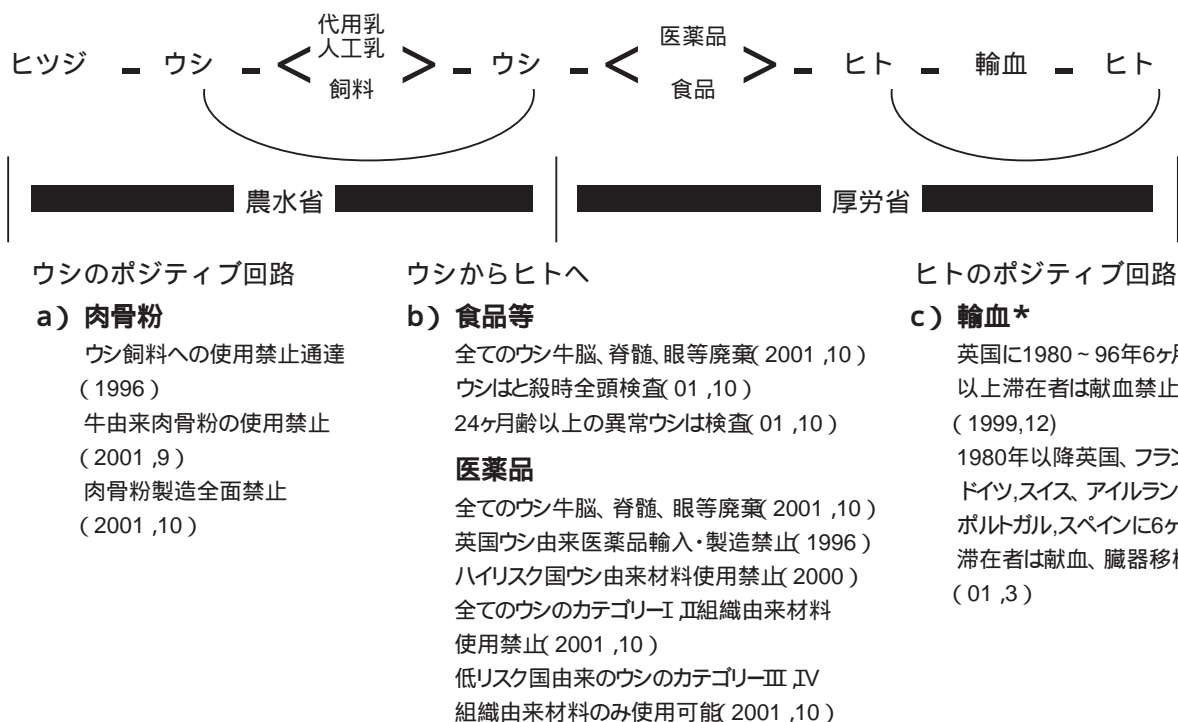 代用乳
人工乳
飼料
医薬品
食品
ヒツジ - ウシ - < > - ウシ - < > - ヒト - 輸血 - ヒト
農水省
厚労省
ウシのポジティブ回路
a) 肉骨粉
ウシ飼料への使用禁止通達
(1996)
牛由来肉骨粉の使用禁止
(2001,9)
肉骨粉製造全面禁止
(2001,10)
ウシからヒトへ
b) 食品等
全てのウシ牛脳、脊髄、眼等廃棄(2001,10)
ウシはと殺時全頭検査(01,10)
24ヶ月齢以上の異常ウシは検査(01,10)
医薬品
全てのウシ牛脳、脊髄、眼等廃棄(2001,10)
英国ウシ由来医薬品輸入・製造禁止(1996)
ハイリスク国ウシ由来材料使用禁止(2000)
全てのウシのカテゴリーI,II組織由来材料
使用禁止(2001,10)
低リスク国由来のウシのカテゴリーIII,IV
組織由来材料のみ使用可能(2001,10)
ヒトのポジティブ回路
c) 輸血*
英国に1980~96年6ヶ月
以上滞在者は献血禁止
(1999,12)
1980年以降英国、フラン
ドイツ,スイス、アイルラン
ポルトガル,スペインに6ヶ
滞在者は献血、臓器移
(01,3)